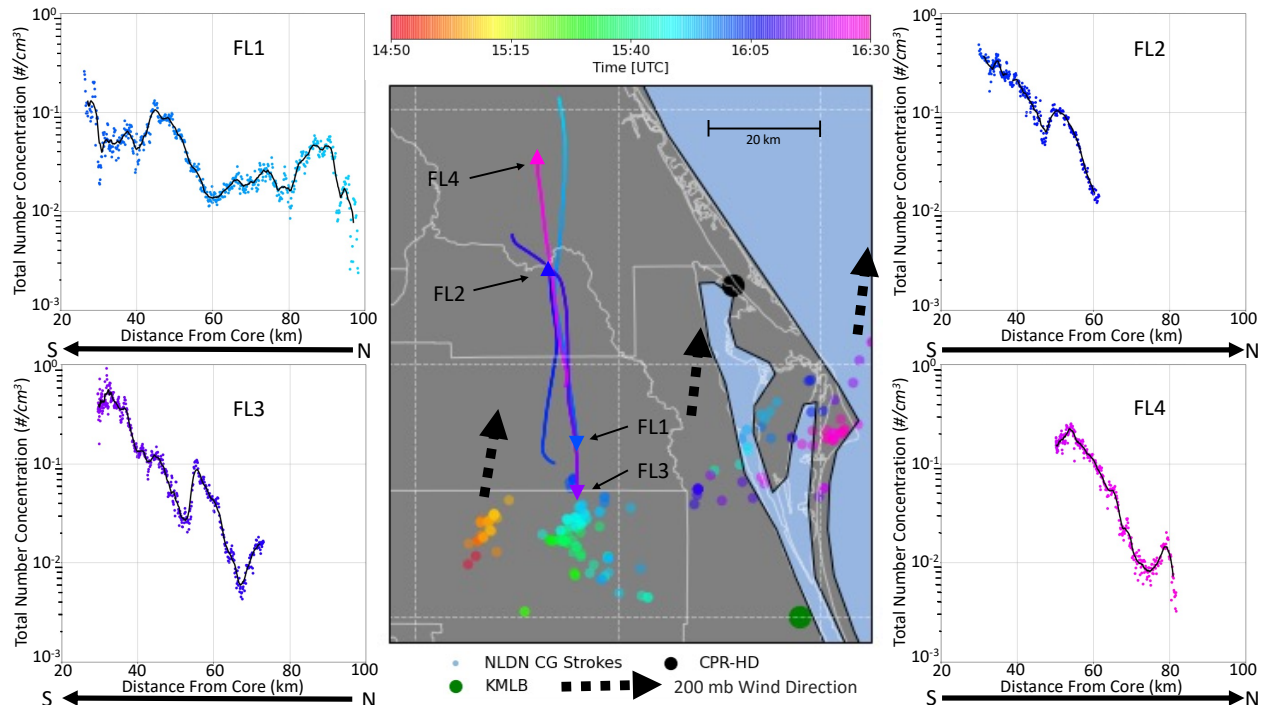 10⁰
10⁻¹
10⁻²
10⁻³
Total Number Concentration (#/cm³)
FL1
20 40 60 80 100
Distance From Core (km)
S N
14:50 15:15 15:40 16:05 16:30
Time [UTC]
10⁰
10⁻¹
10⁻²
10⁻³
Total Number Concentration (#/cm³)
FL2
20 40 60 80 100
Distance From Core (km)
S N
20 km
FL4
FL2
FL1
FL3
10⁰
10⁻¹
10⁻²
10⁻³
Total Number Concentration (#/cm³)
FL3
20 40 60 80 100
Distance From Core (km)
S N
10⁰
10⁻¹
10⁻²
10⁻³
Total Number Concentration (#/cm³)
FL4
20 40 60 80 100
Distance From Core (km)
S N
NLDN CG Strokes CPR-HD
KMLB 200 mb Wind Direction